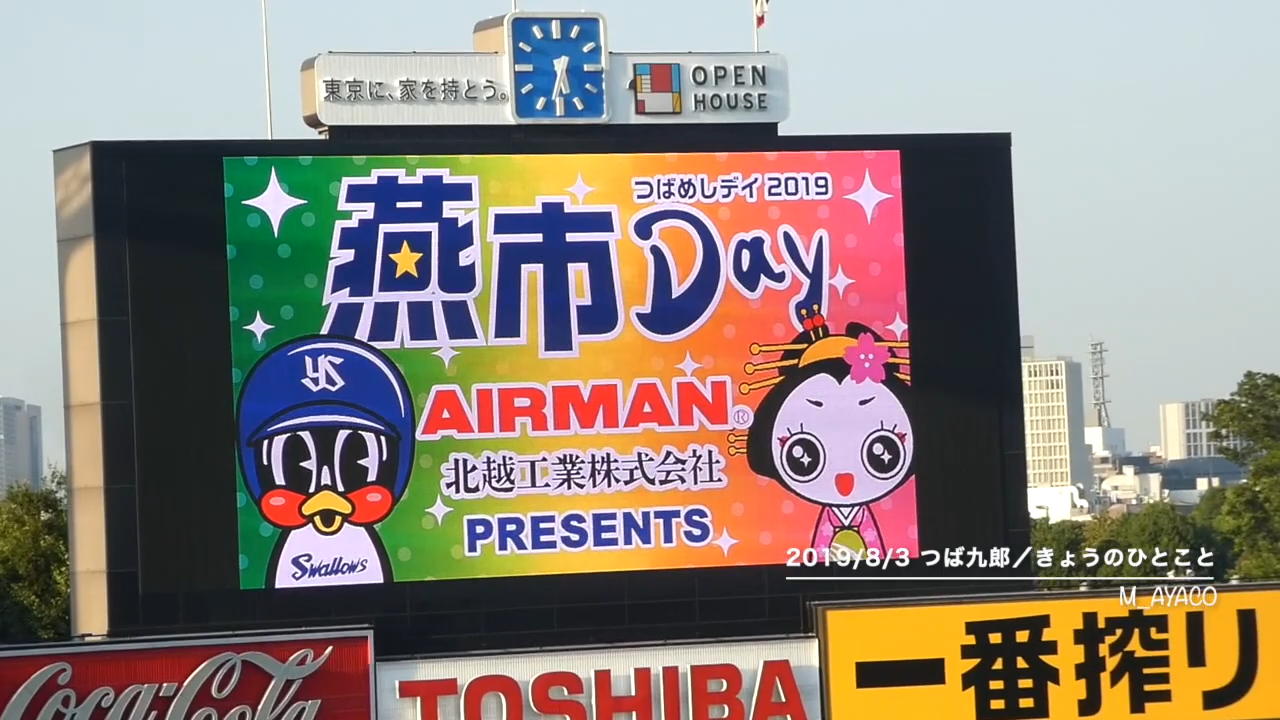 東京に、家を持とう。
OPEN HOUSE
つばめしデイ 2019
燕市Day
YS
AIRMAN®
北越工業株式会社
PRESENTS
Swallows
2019/8/3 つば九郎／きょうのひとこと
M_AYACO
Coca-Cola
TOSHIBA
一番搾り